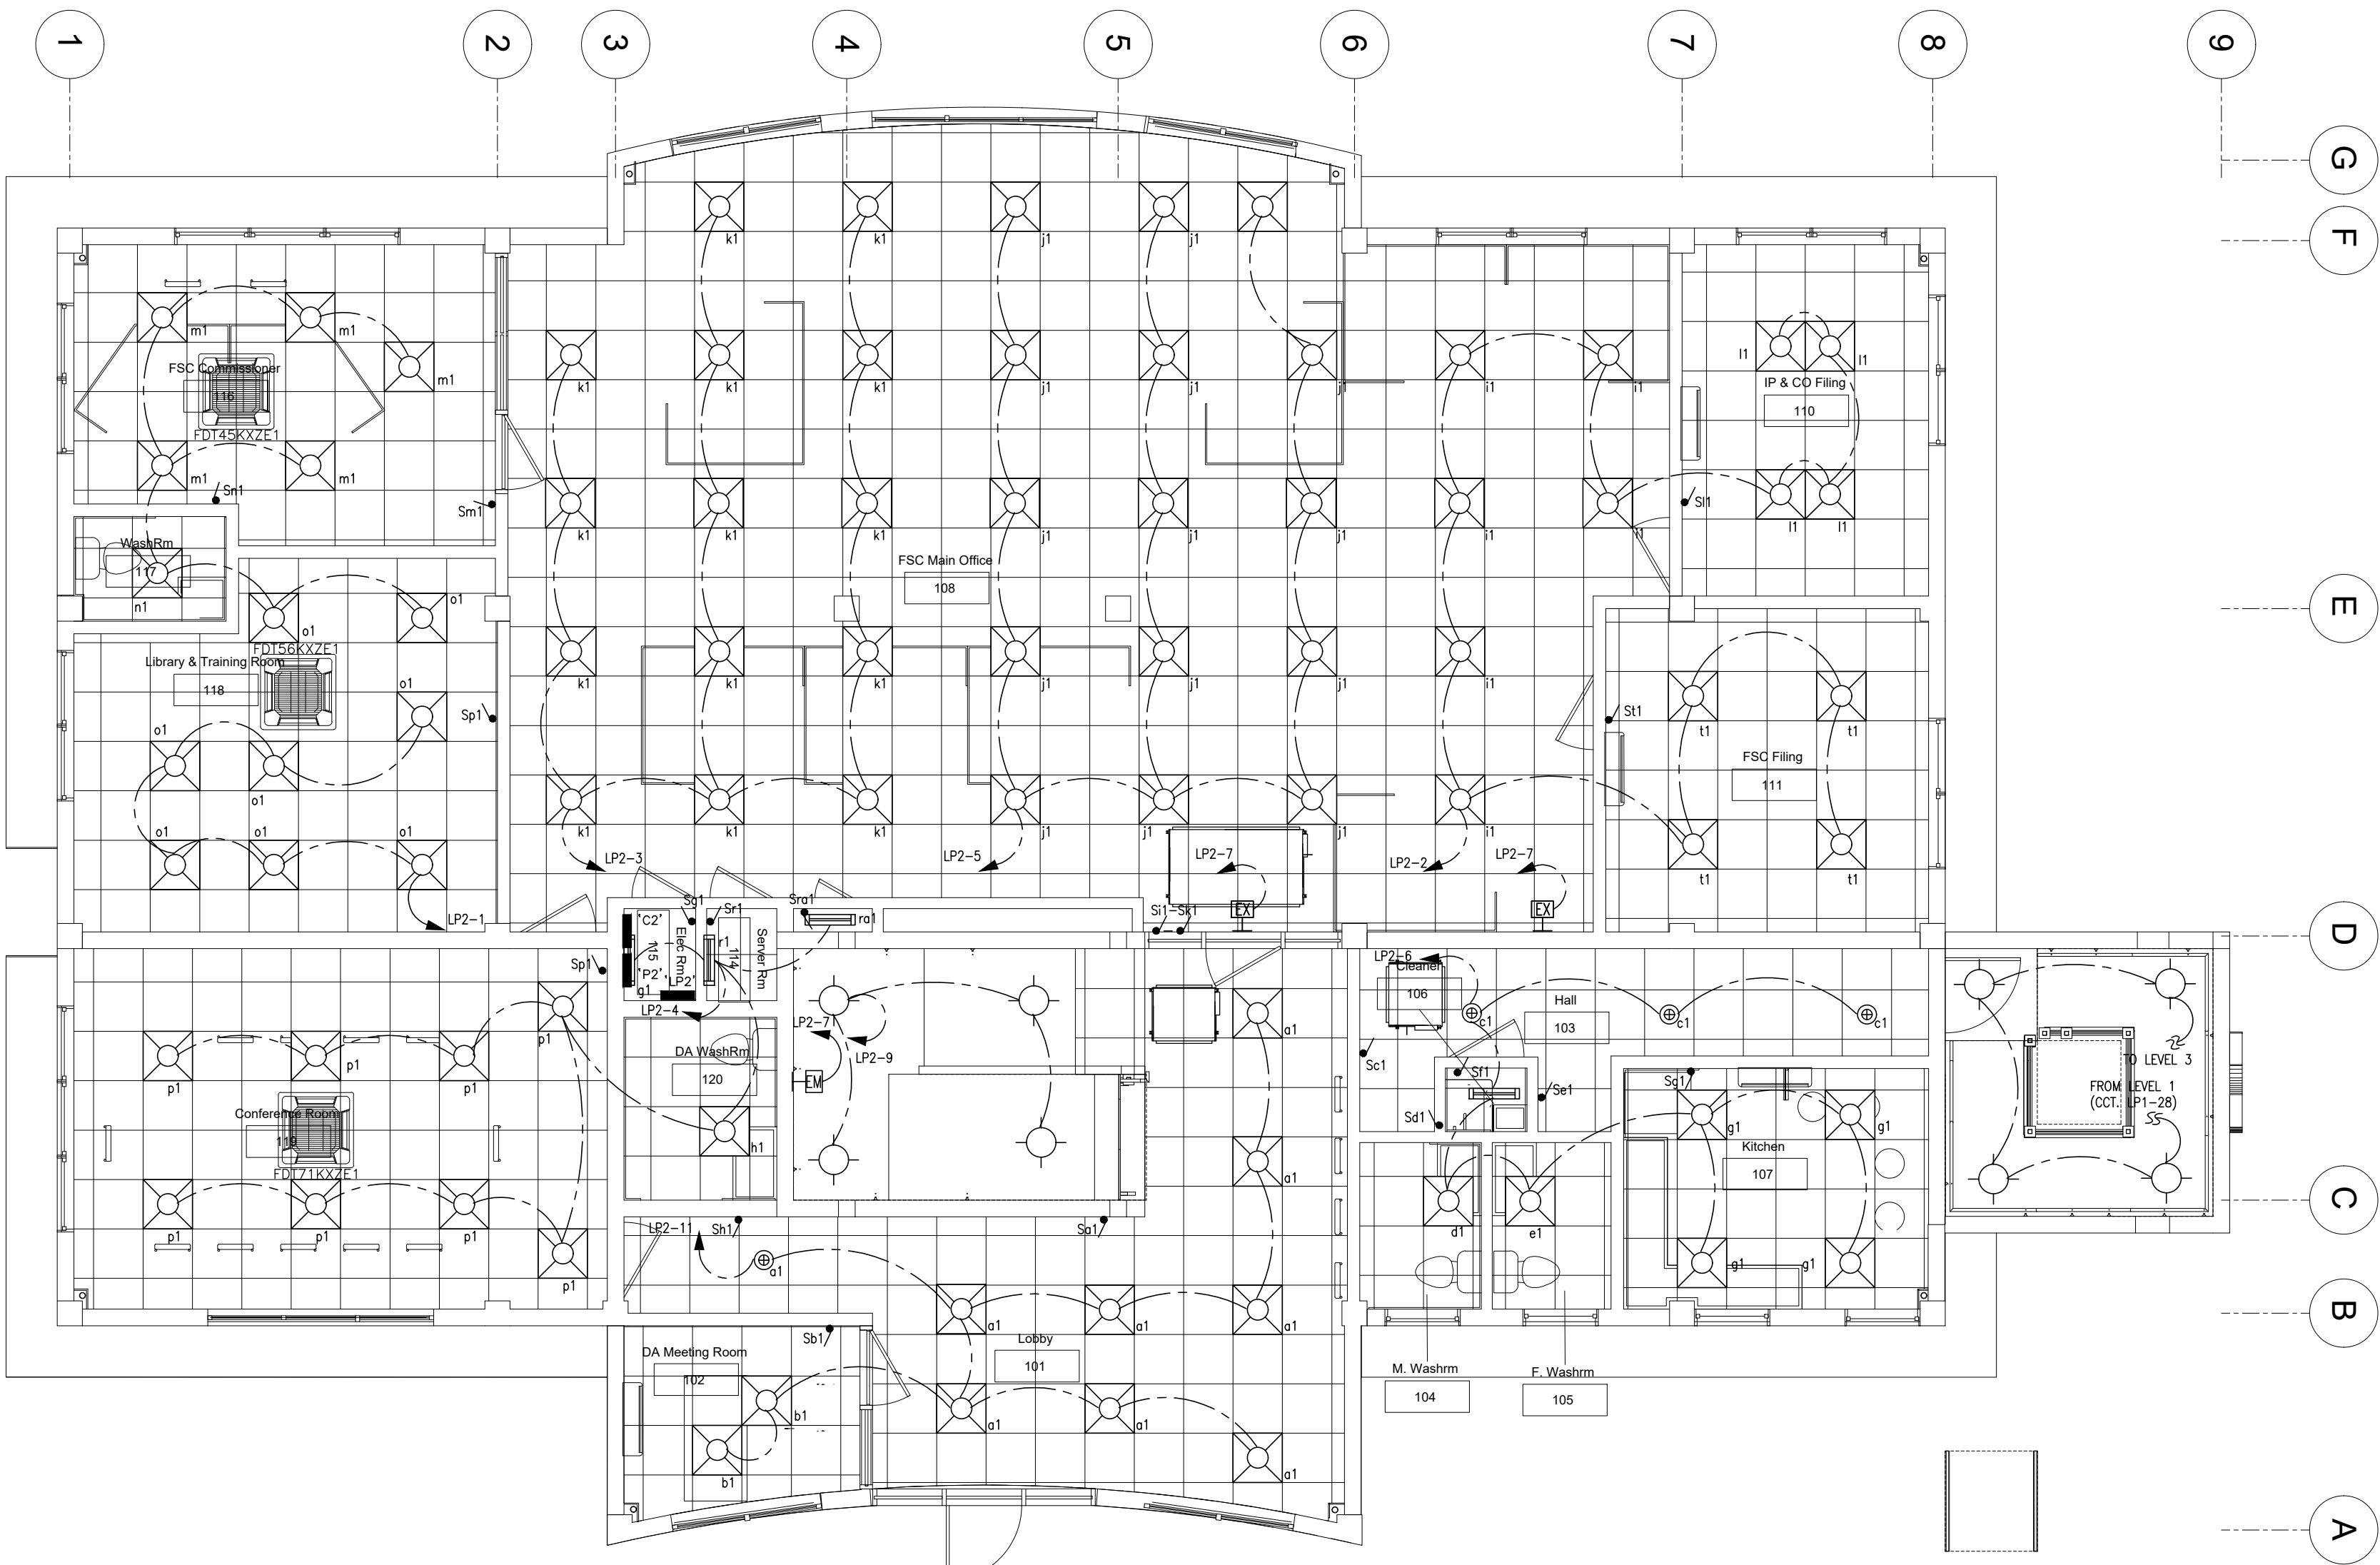 1 2 3 4 5 6 7 8 9
G
F
E
D
C
B
A
k1 k1 j1 j1
m1 m1 m1
FSC Commissioner
116
FDT45KXZE1
m1 m1
Sn1
Sm1
k1 k1 k1 j1 j1 j1 i1 i1
l1 l1
IP & CO Filing
110
Sl1
l1 l1
k1 k1 k1 j1 j1 j1 i1 i1
WashRm
117
n1
FSC Main Office
108
o1 o1
FDT56KXZE1
Library & Training Room
118
o1
Sp1
o1
o1
o1 o1 o1
LP2-1
k1 k1 k1 j1 j1 j1 i1
St1
t1 t1
FSC Filing
111
t1 t1
k1 k1 k1 j1 j1 j1 i1
LP2-3
LP2-5
LP2-7
LP2-2
LP2-7
EX
EX
Si1-Sk1
Sra1
ra1
Sr1
r1
'C2'
115
Elec Rm
'P2'
'LP2'
114
Server Rm
Sp1
LP2-4
p1
p1 p1 p1
Conference Room
119
FDT71KXZE1
p1 p1 p1
p1
DA WashRm
120
h1
LP2-7
LP2-9
EM
a1
a1
LP2-6
Cleaner
106
c1
Hall
103
c1 c1
Sc1
Sf1
Sd1
Se1
Sg1
g1 g1
Kitchen
107
g1 g1
d1
e1
TO LEVEL 3
FROM LEVEL 1
(CCT. LP1-28)
LP2-11
Sh1
Sa1
a1
a1 a1 a1
Sb1
DA Meeting Room
102
b1
b1
Lobby
101
a1 a1
a1
M. Washrm
104
F. Washrm
105